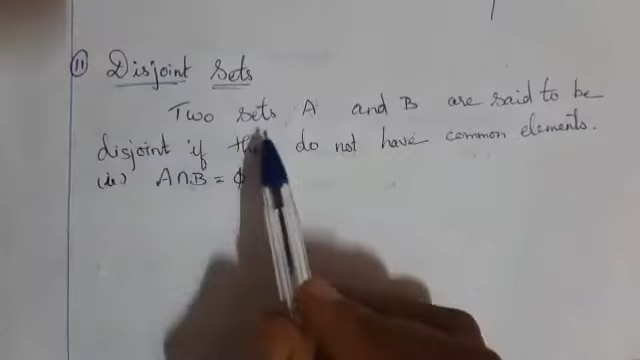 11 Disjoint Sets
Two sets A and B are said to be
disjoint if do not have common elements.
(ie) A∩B = ϕ